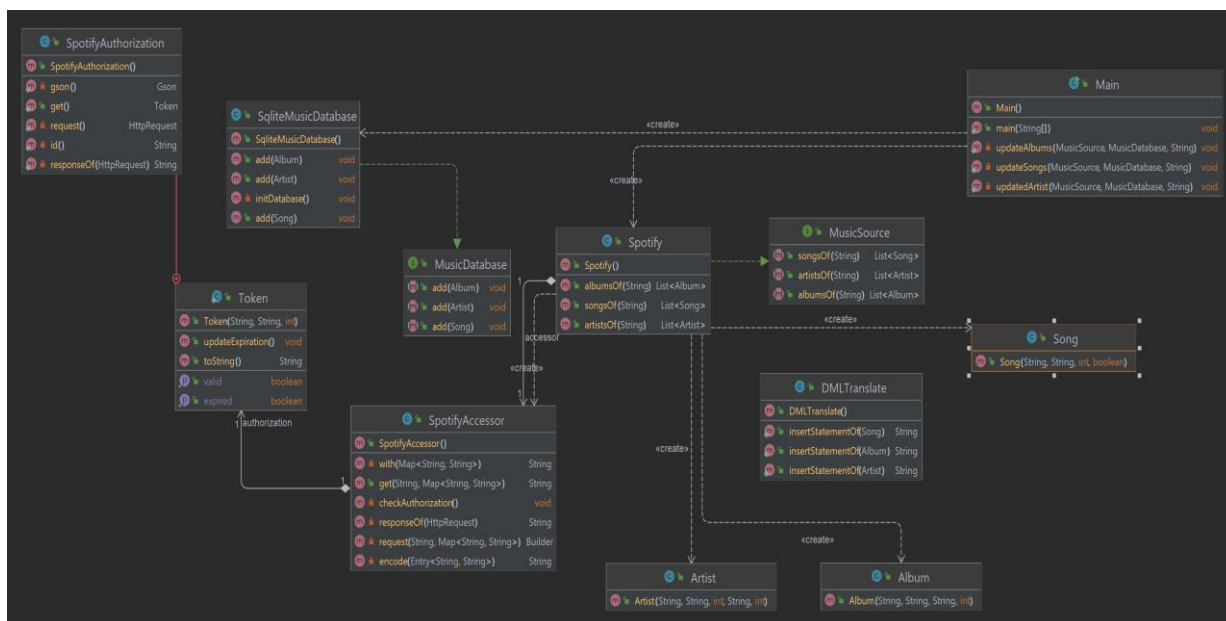 SpotifyAuthorization
SpotifyAuthorization()
gson() Gson
get() Token
request() HttpRequest
id() String
responseOf(HttpRequest) String
SqliteMusicDatabase
SqliteMusicDatabase()
add(Album) void
add(Artist) void
initDatabase() void
add(Song) void
«create»
Main
Main()
main(String[]) void
updateAlbums(MusicSource, MusicDatabase, String) void
updateSongs(MusicSource, MusicDatabase, String) void
updatedArtist(MusicSource, MusicDatabase, String) void
«create»
MusicDatabase
add(Album) void
add(Artist) void
add(Song) void
Spotify
Spotify()
albumsOf(String) List<Album>
songsOf(String) List<Song>
artistsOf(String) List<Artist>
MusicSource
songsOf(String) List<Song>
artistsOf(String) List<Artist>
albumsOf(String) List<Album>
Token
Token(String, String, int)
updateExpiration() void
toString() String
valid boolean
expired boolean
1
accessor
«create»
1
«create»
Song
Song(String, String, int, boolean)
1 authorization
1
SpotifyAccessor
SpotifyAccessor()
with(Map<String, String>) String
get(String, Map<String, String>) String
checkAuthorization() void
responseOf(HttpRequest) String
request(String, Map<String, String>) Builder
encode(Entry<String, String>) String
DMLTranslate
DMLTranslate()
insertStatementOf(Song) String
insertStatementOf(Album) String
insertStatementOf(Artist) String
«create»
«create»
Artist
Artist(String, String, int, String, int)
Album
Album(String, String, String, int)